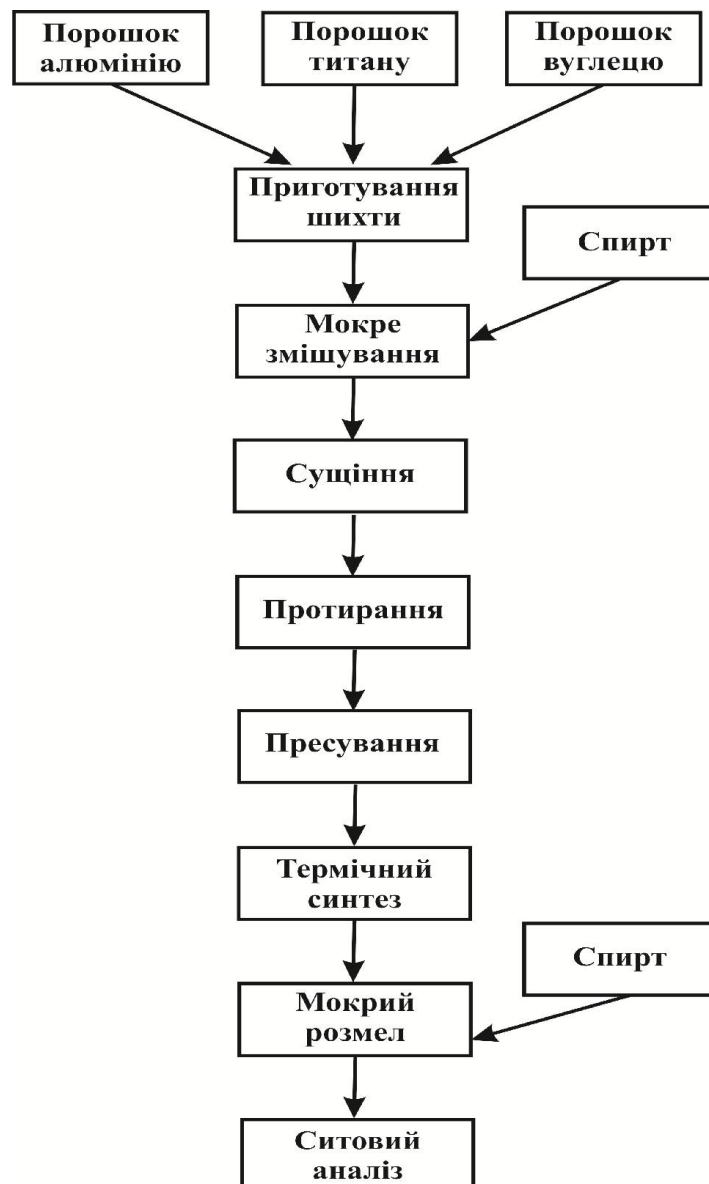 Порошок
алюмінію
Порошок
титану
Порошок
вуглецю
Приготування
шихти
Спирт
Мокре
змішування
Сущіння
Протирання
Пресування
Термічний
синтез
Спирт
Мокрий
розмел
Ситовий
аналіз